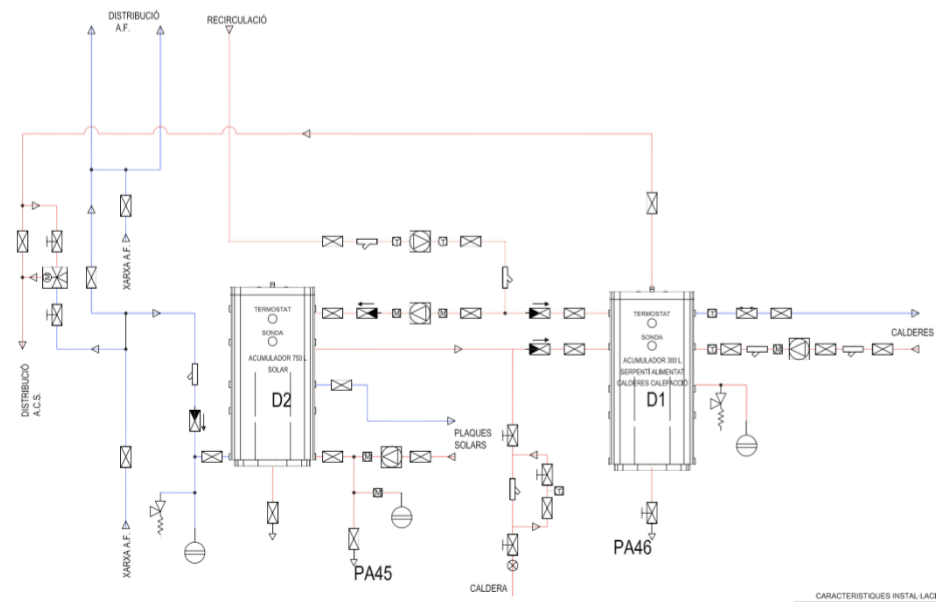 DISTRIBUCIÓ
A.F.
RECIRCULACIÓ
XARXA A.F.
TERMOSTAT
SONDA
ACUMULADOR 750 L
SOLAR
D2
TERMOSTAT
SONDA
ACUMULADOR 300 L
SERPENTÍ ALIMENTAT
CALDERES CALEFACCIÓ
D1
CALDERES
DISTRIBUCIÓ
A.C.S.
PLAQUES
SOLARS
XARXA A.F.
PA45
PA46
CALDERA
M
T
T
M
M
T
T
T
M
M
T
CARACTERISTIQUES INSTAL·LACI